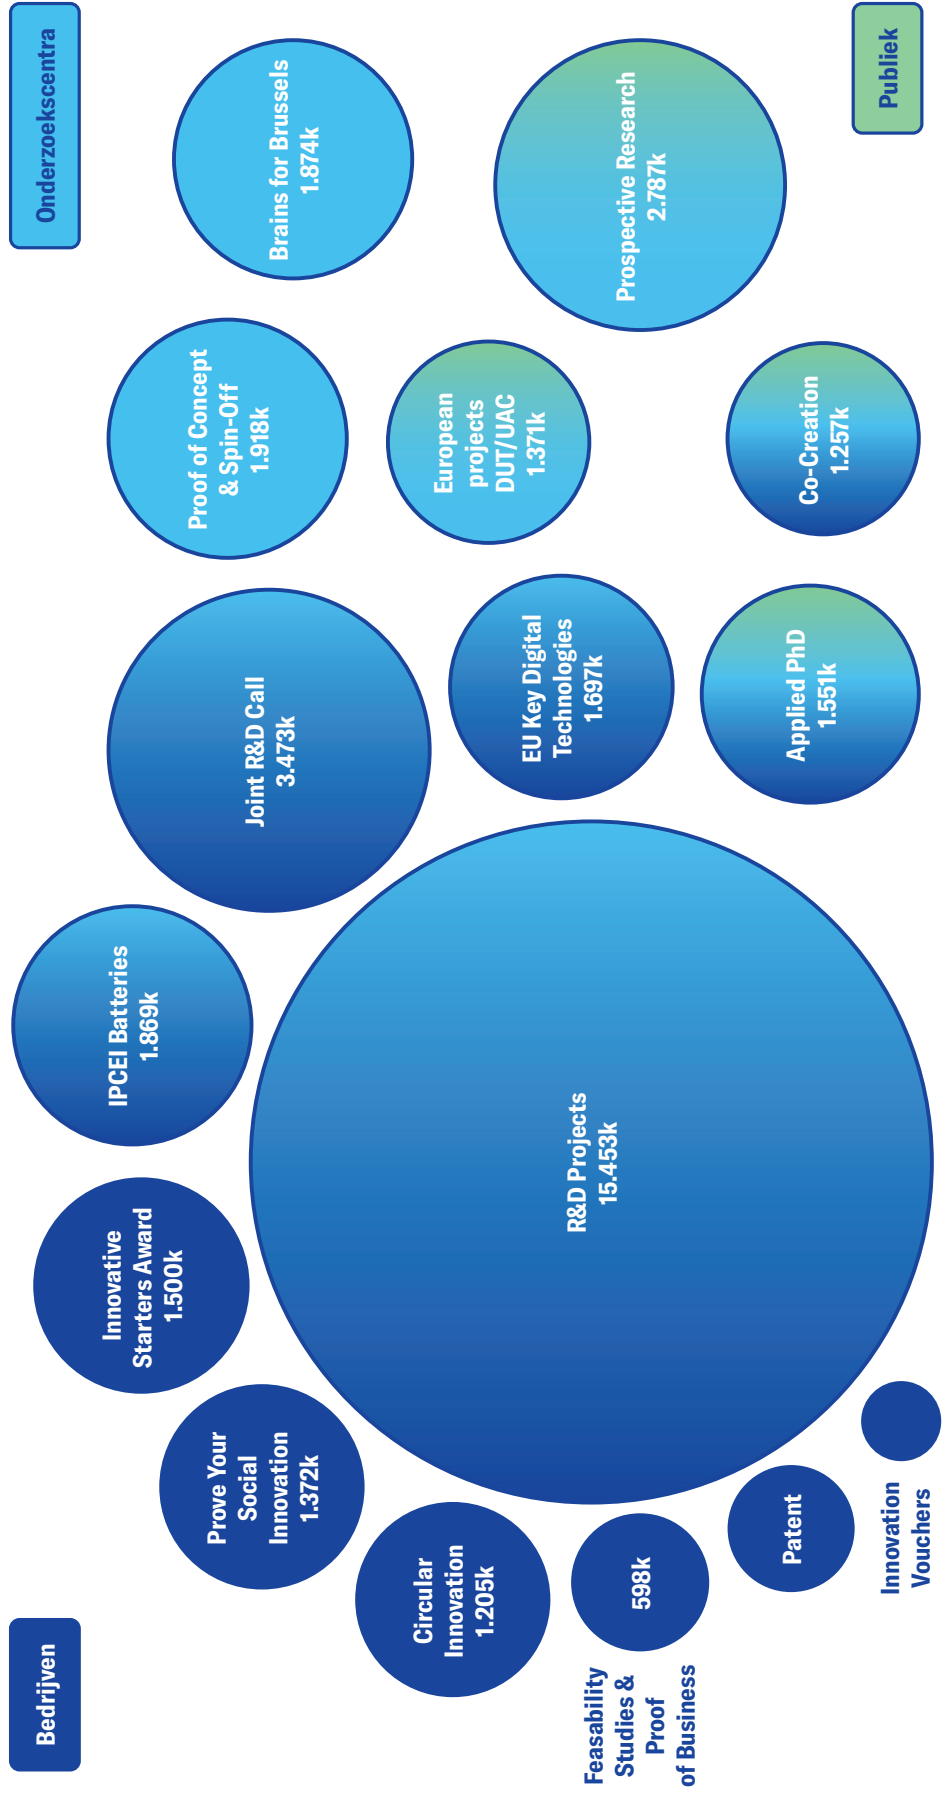 Bedrijven
Onderzoekscentra
Innovative
Starters Award
1.500k
IPCEI Batteries
1.869k
Prove Your
Social
Innovation
1.372k
Joint R&D Call
3.473k
Proof of Concept
& Spin-Off
1.918k
Brains for Brussels
1.874k
Circular
Innovation
1.205k
European
projects
DUT/UAC
1.371k
R&D Projects
15.453k
EU Key Digital
Technologies
1.697k
Prospective Research
2.787k
Feasability
Studies &
Proof
of Business
598k
Patent
Applied PhD
1.551k
Co-Creation
1.257k
Innovation
Vouchers
Publiek